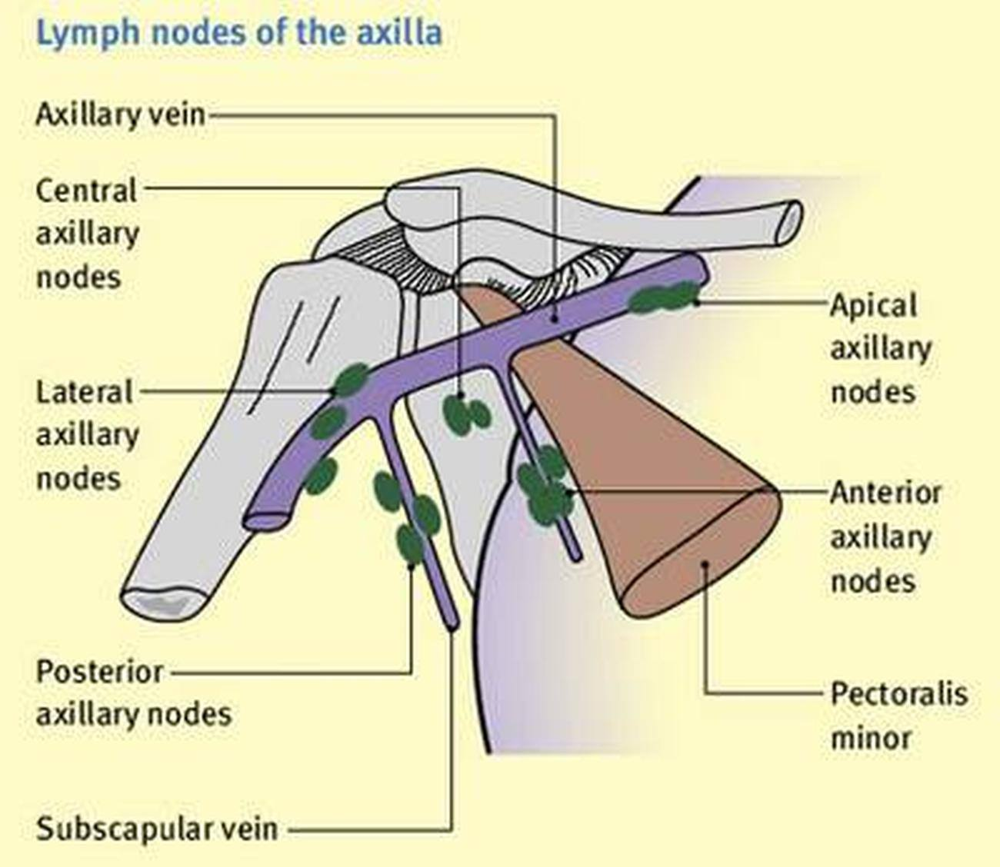 Lymph nodes of the axilla
Axillary vein
Central
axillary
nodes
Apical
axillary
nodes
Lateral
axillary
nodes
Anterior
axillary
nodes
Posterior
axillary nodes
Pectoralis
minor
Subscapular vein